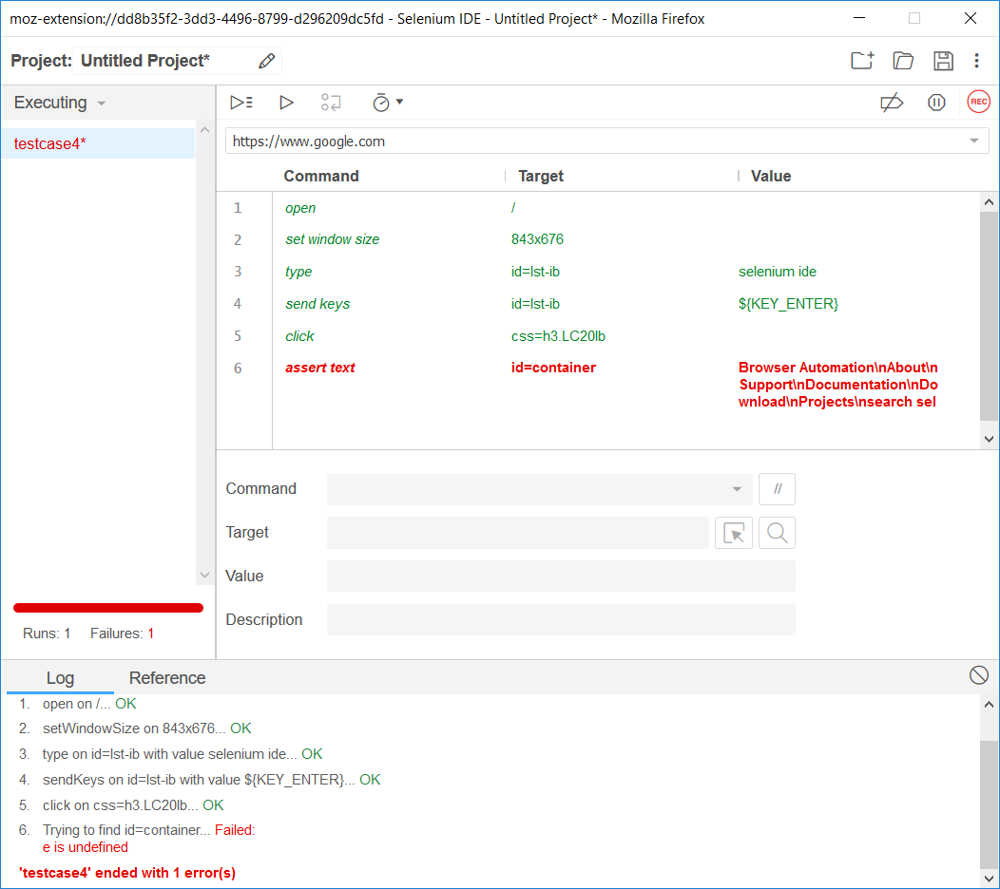 moz-extension://dd8b35f2-3dd3-4496-8799-d296209dc5fd - Selenium IDE - Untitled Project* - Mozilla Firefox
Project: Untitled Project*
Executing
REC
testcase4*
https://www.google.com
Command Target Value
1 open /
2 set window size 843x676
3 type id=lst-ib selenium ide
4 send keys id=lst-ib ${KEY_ENTER}
5 click css=h3.LC20lb
6 assert text id=container Browser Automation\nAbout\n
Support\nDocumentation\nDo
wnload\nProjects\nsearch sel
Command //
Target
Value
Description
Runs: 1 Failures: 1
Log Reference
1. open on /... OK
2. setWindowSize on 843x676... OK
3. type on id=lst-ib with value selenium ide... OK
4. sendKeys on id=lst-ib with value ${KEY_ENTER}... OK
5. click on css=h3.LC20lb... OK
6. Trying to find id=container... Failed:
e is undefined
'testcase4' ended with 1 error(s)